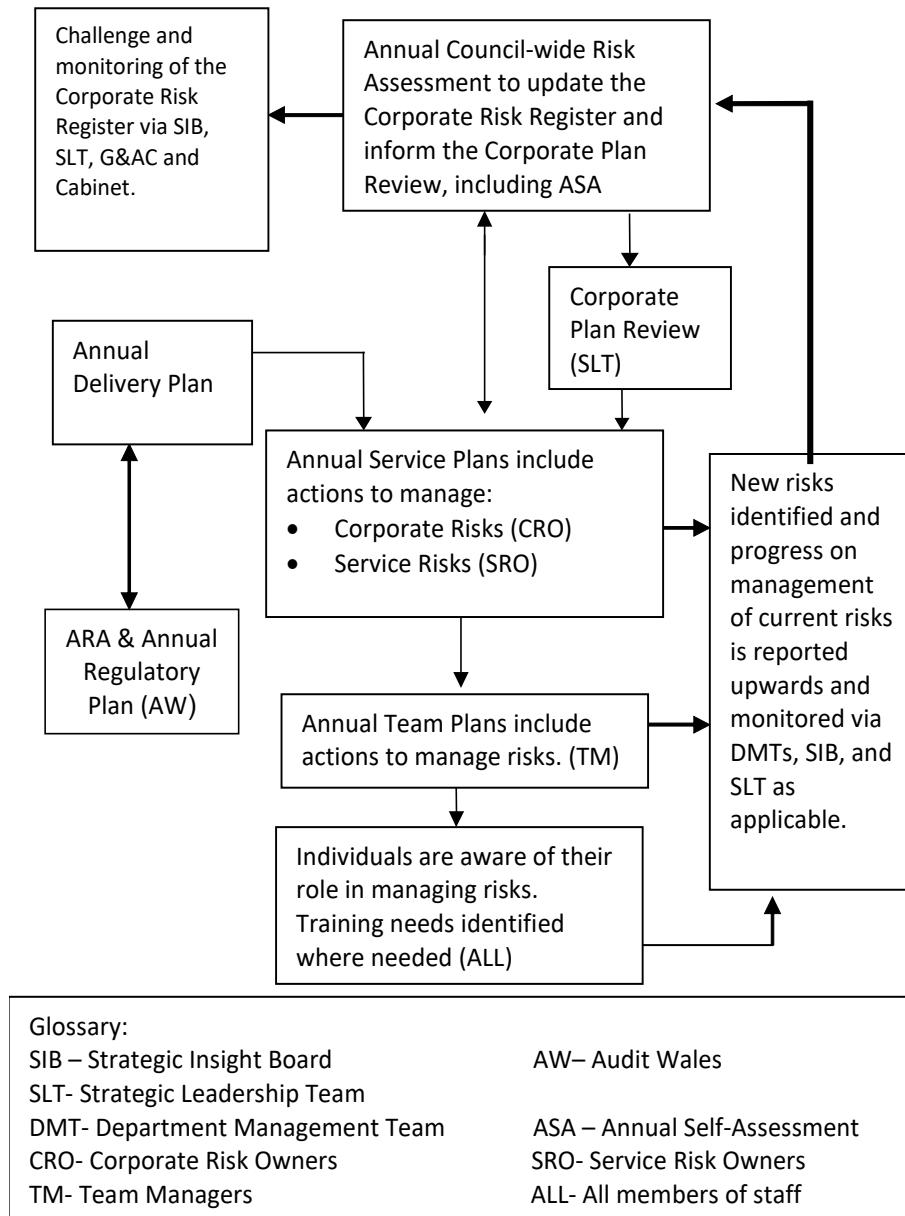 Challenge and
monitoring of the
Corporate Risk
Register via SIB,
SLT, G&AC and
Cabinet.
Annual Council-wide Risk
Assessment to update the
Corporate Risk Register and
inform the Corporate Plan
Review, including ASA
Corporate
Plan Review
(SLT)
Annual
Delivery Plan
Annual Service Plans include
actions to manage:
• Corporate Risks (CRO)
• Service Risks (SRO)
New risks
identified and
progress on
management
of current risks
is reported
upwards and
monitored via
DMTs, SIB, and
SLT as
applicable.
ARA & Annual
Regulatory
Plan (AW)
Annual Team Plans include
actions to manage risks. (TM)
Individuals are aware of their
role in managing risks.
Training needs identified
where needed (ALL)
Glossary:
SIB – Strategic Insight Board AW– Audit Wales
SLT- Strategic Leadership Team
DMT- Department Management Team ASA – Annual Self-Assessment
CRO- Corporate Risk Owners SRO- Service Risk Owners
TM- Team Managers ALL- All members of staff